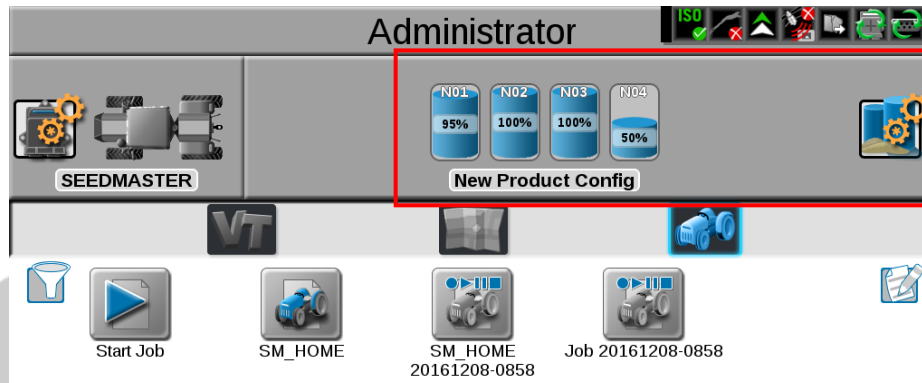 Administrator
ISO
N01 N02 N03 N04
95% 100% 100% 50%
SEEDMASTER
New Product Config
VT
Start Job
SM_HOME
SM_HOME
20161208-0858
Job 20161208-0858